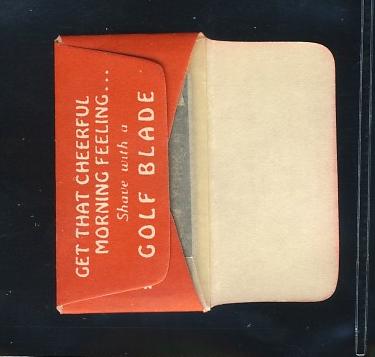 GET THAT CHEERFUL
MORNING FEELING...
Shave with a
GOLF BLADE